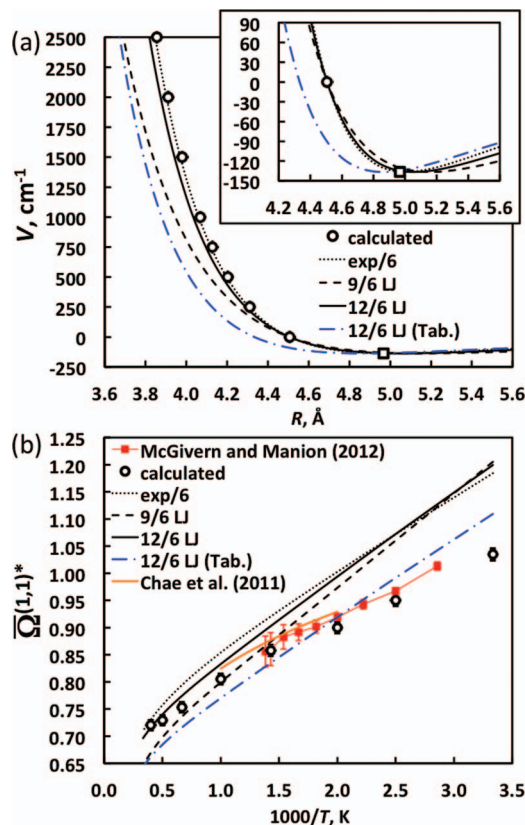 (a)
2500
2250
2000
1750
1500
1250
1000
750
500
250
0
-250
V, cm⁻¹
3.6 3.8 4.0 4.2 4.4 4.6 4.8 5.0 5.2 5.4 5.6
R, Å
90
60
30
0
-30
-60
-90
-120
-150
4.2 4.4 4.6 4.8 5.0 5.2 5.4 5.6
calculated
exp/6
9/6 LJ
12/6 LJ
12/6 LJ (Tab.)
(b)
1.25
1.20
1.15
1.10
1.05
1.00
0.95
0.90
0.85
0.80
0.75
0.70
0.65
Ω̅⁽¹,¹⁾*
McGivern and Manion (2012)
calculated
exp/6
9/6 LJ
12/6 LJ
12/6 LJ (Tab.)
Chae et al. (2011)
0.0 0.5 1.0 1.5 2.0 2.5 3.0 3.5
1000/T, K